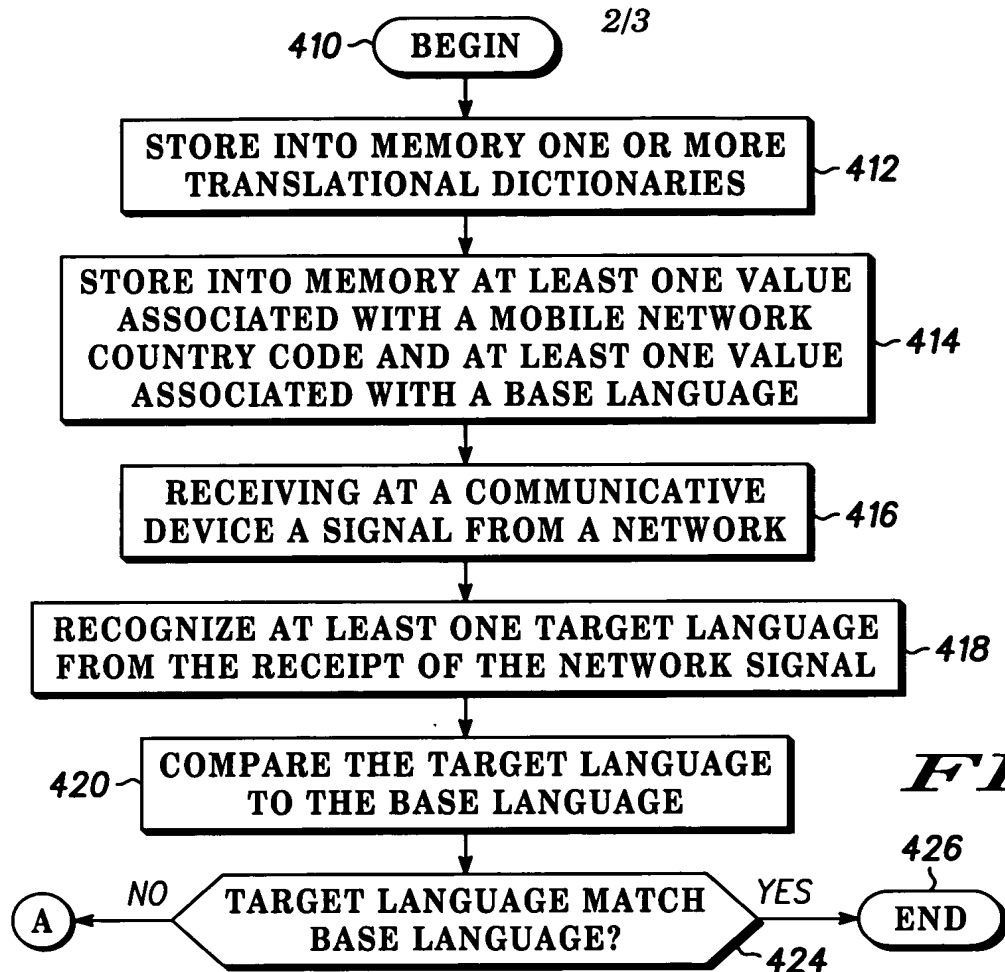 2/3
410 BEGIN
STORE INTO MEMORY ONE OR MORE
TRANSLATIONAL DICTIONARIES
412
STORE INTO MEMORY AT LEAST ONE VALUE
ASSOCIATED WITH A MOBILE NETWORK
COUNTRY CODE AND AT LEAST ONE VALUE
ASSOCIATED WITH A BASE LANGUAGE
414
RECEIVING AT A COMMUNICATIVE
DEVICE A SIGNAL FROM A NETWORK
416
RECOGNIZE AT LEAST ONE TARGET LANGUAGE
FROM THE RECEIPT OF THE NETWORK SIGNAL
418
420
COMPARE THE TARGET LANGUAGE
TO THE BASE LANGUAGE
426
A
NO
TARGET LANGUAGE MATCH
BASE LANGUAGE?
YES
END
424